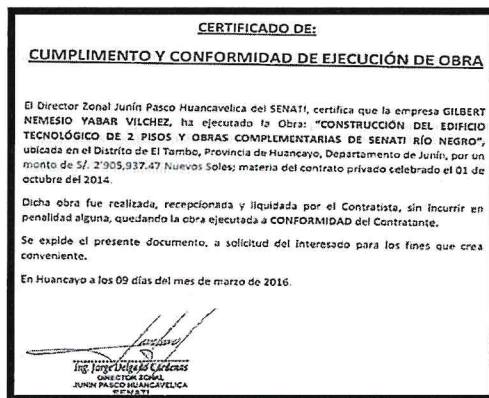 CERTIFICADO DE:
CUMPLIMENTO Y CONFORMIDAD DE EJECUCIÓN DE OBRA
El Director Zonal Junín Pasco Huancavelica del SENATI, certifica que la empresa GILBERT
NEMESIO YABAR VILCHEZ, ha ejecutado la Obra: "CONSTRUCCIÓN DEL EDIFICIO
TECNOLÓGICO DE 2 PISOS Y OBRAS COMPLEMENTARIAS DE SENATI RÍO NEGRO",
ubicada en el Distrito de El Tambo, Provincia de Huancayo, Departamento de Junín, por un
monto de S/. 2'905,937.47 Nuevos Soles; materia del contrato privado celebrado el 01 de
octubre del 2014.
Dicha obra fue realizada, recepcionada y liquidada por el Contratista, sin incurrir en
penalidad alguna, quedando la obra ejecutada a CONFORMIDAD del Contratante.
Se expide el presente documento, a solicitud del Interesado para los fines que crea
conveniente.
En Huancayo a los 09 días del mes de marzo de 2016.
Ing. Jorge Delgado Cárdenas
DIRECTOR ZONAL
JUNIN PASCO HUANCAVELICA
SENATI